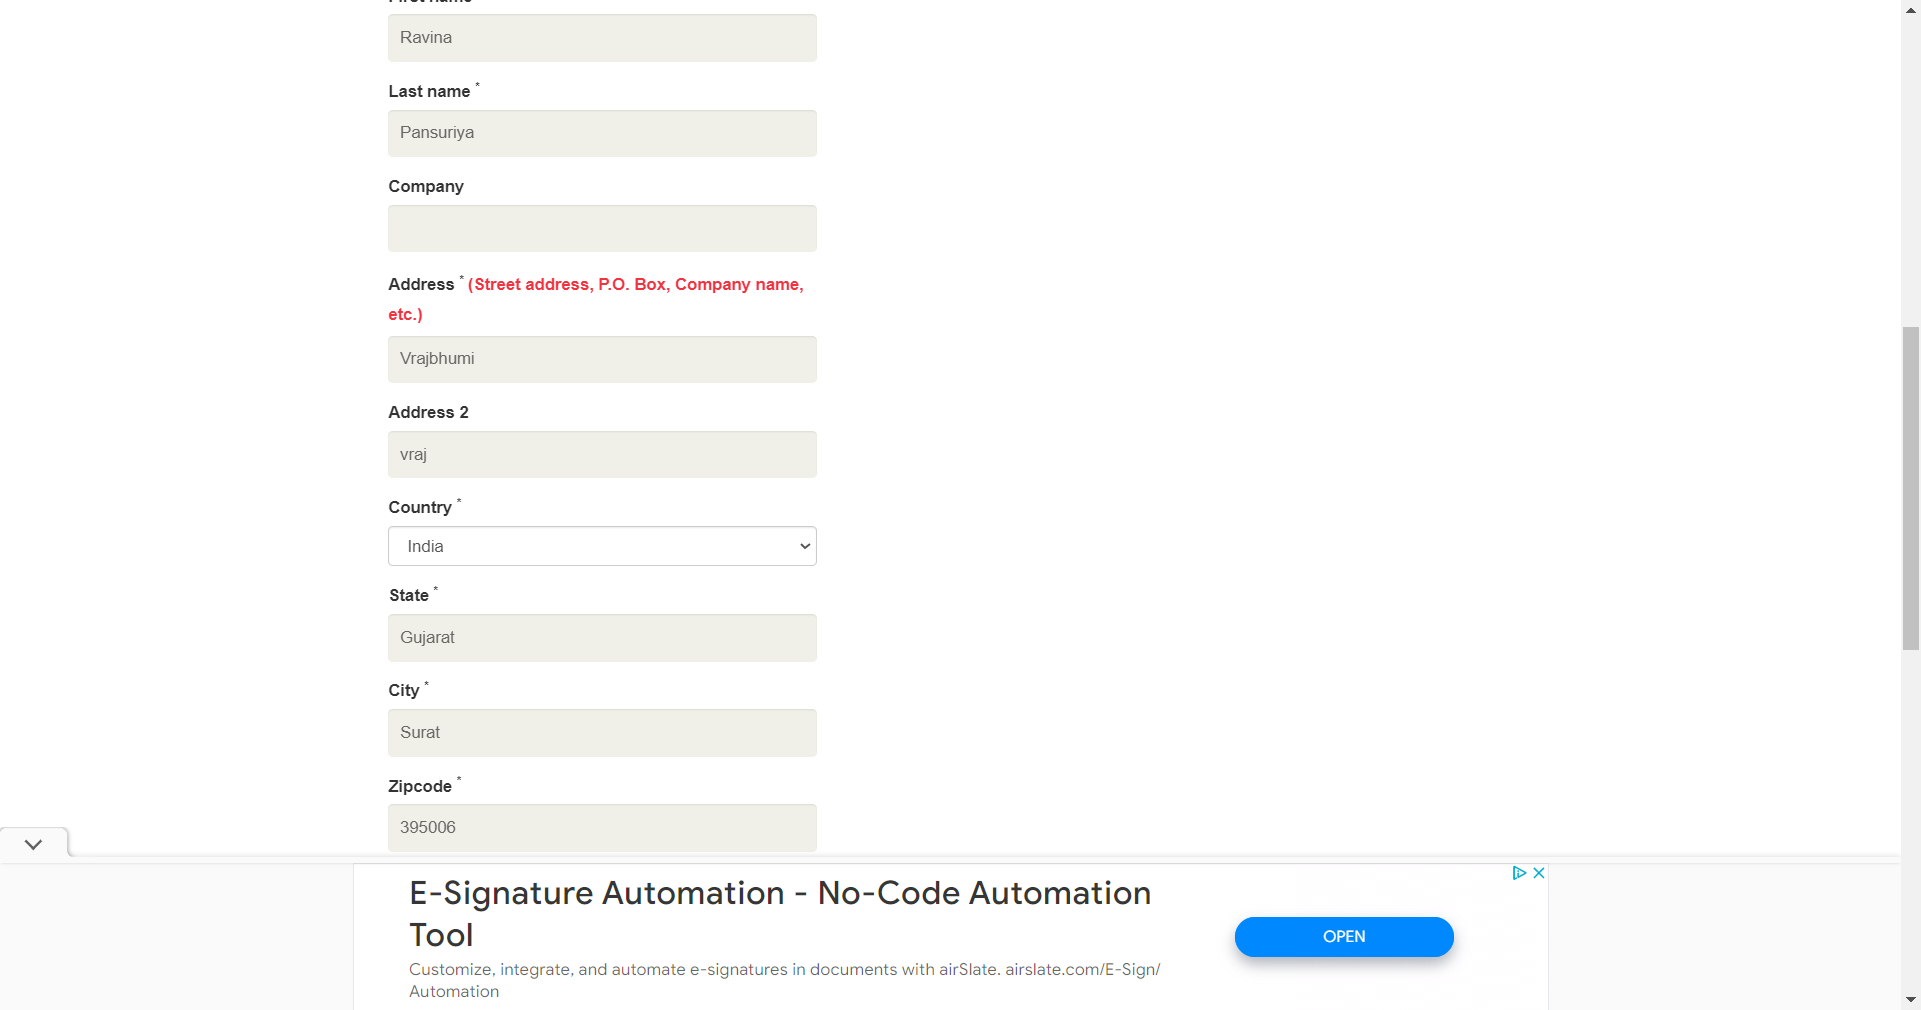 First name
Ravina
Last name *
Pansuriya
Company
Address * (Street address, P.O. Box, Company name,
etc.)
Vrajbhumi
Address 2
vraj
Country *
India
State *
Gujarat
City *
Surat
Zipcode *
395006
E-Signature Automation - No-Code Automation
Tool
OPEN
Customize, integrate, and automate e-signatures in documents with airSlate. airslate.com/E-Sign/
Automation